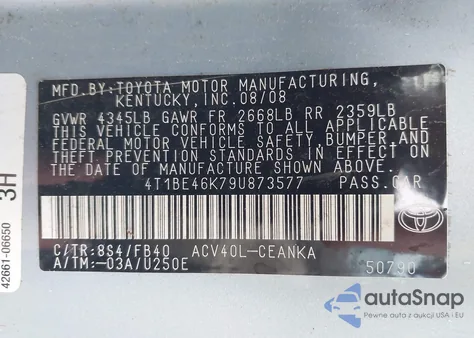 MFD.BY:TOYOTA MOTOR MANUFACTURING,
KENTUCKY, INC.08/08
GVWR 4345LB GAWR FR 2668LB RR 2359LB
THIS VEHICLE CONFORMS TO ALL APPLICABLE
FEDERAL MOTOR VEHICLE SAFETY, BUMPER, AND
THEFT PREVENTION STANDARDS IN EFFECT ON
THE DATE OF MANUFACTURE SHOWN ABOVE.
4T1BE46K79U873577 PASS.CAR
C/TR:8S4/FB40 ACV40L-CEANKA
A/TM:-03A/U250E 50790
TOYOTA
42661-06650
3H
autoSnap
Pewne auto z USA i UE